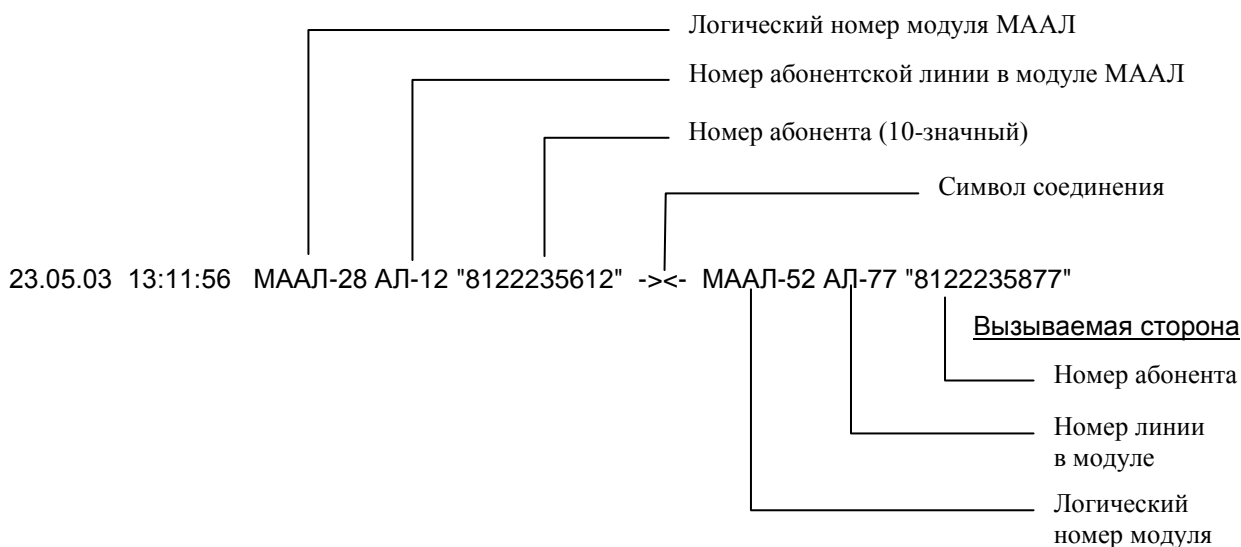 Логический номер модуля МААЛ
Номер абонентской линии в модуле МААЛ
Номер абонента (10-значный)
Символ соединения
23.05.03 13:11:56 МААЛ-28 АЛ-12 "8122235612" -><- МААЛ-52 АЛ-77 "8122235877"
Вызываемая сторона
Номер абонента
Номер линии
в модуле
Логический
номер модуля